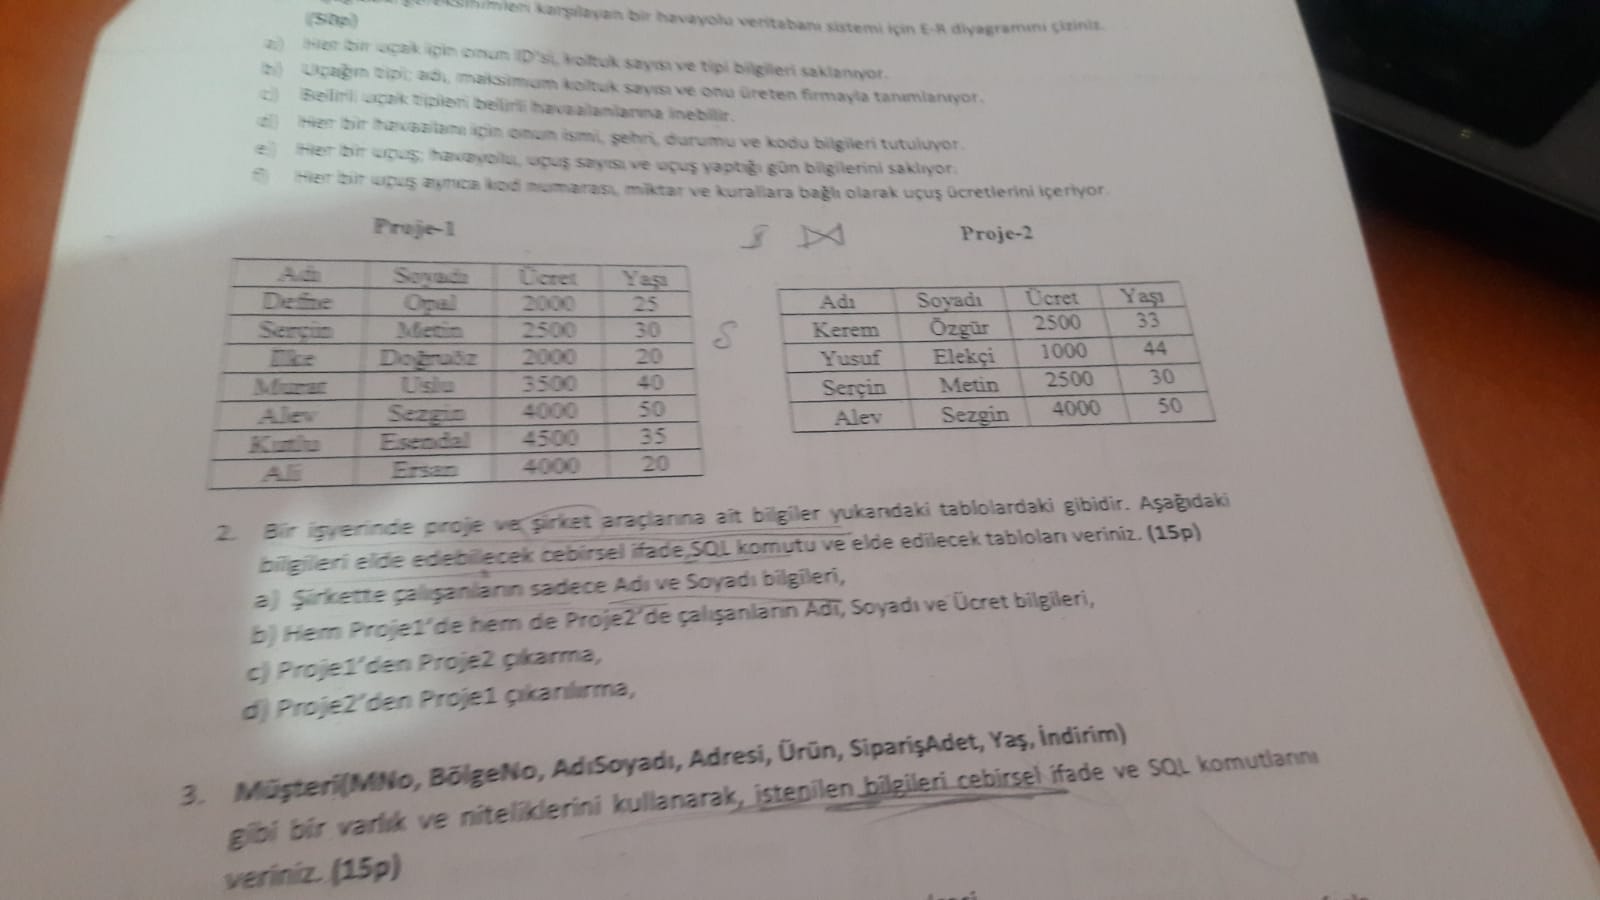 karşılayan bir havayolu veritabanı sistemi için E-R diyagramını çiziniz.
(50p)
a) Her bir uçak için onun ID'si, koltuk sayısı ve tipi bilgileri saklanıyor.
b) Uçağın tipi; adı, maksimum koltuk sayısı ve onu üreten firmayla tanımlanıyor.
c) Belirli uçak tipleri belirli havaalanlarına inebilir.
d) Her bir havaalanı için onun ismi, şehri, durumu ve kodu bilgileri tutuluyor.
e) Her bir uçuş; havayolu, uçuş sayısı ve uçuş yaptığı gün bilgilerini saklıyor.
f) Her bir uçuş ayrıca kod numarası, miktar ve kurallara bağlı olarak uçuş ücretlerini içeriyor.
Proje-1
Adı Soyadı Ücret Yaşı
Defne Opal 2000 25
Serçin Metin 2500 30
İlke Doğruöz 2000 20
Murat Uslu 3500 40
Alev Sezgin 4000 50
Kutlu Esendal 4500 35
Ali Ersan 4000 20
Proje-2
Adı Soyadı Ücret Yaşı
Kerem Özgür 2500 33
Yusuf Elekçi 1000 44
Serçin Metin 2500 30
Alev Sezgin 4000 50
2. Bir işyerinde proje ve şirket araçlarına ait bilgiler yukarıdaki tablolardaki gibidir. Aşağıdaki
bilgileri elde edebilecek cebirsel ifade,SQL komutu ve elde edilecek tabloları veriniz. (15p)
a) Şirkette çalışanların sadece Adı ve Soyadı bilgileri,
b) Hem Proje1'de hem de Proje2'de çalışanların Adı, Soyadı ve Ücret bilgileri,
c) Proje1'den Proje2 çıkarma,
d) Proje2'den Proje1 çıkarılırma,
3. Müşteri(MNo, BölgeNo, AdıSoyadı, Adresi, Ürün, SiparişAdet, Yaş, İndirim)
gibi bir varlık ve niteliklerini kullanarak, istenilen bilgileri cebirsel ifade ve SQL komutlarını
veriniz. (15p)